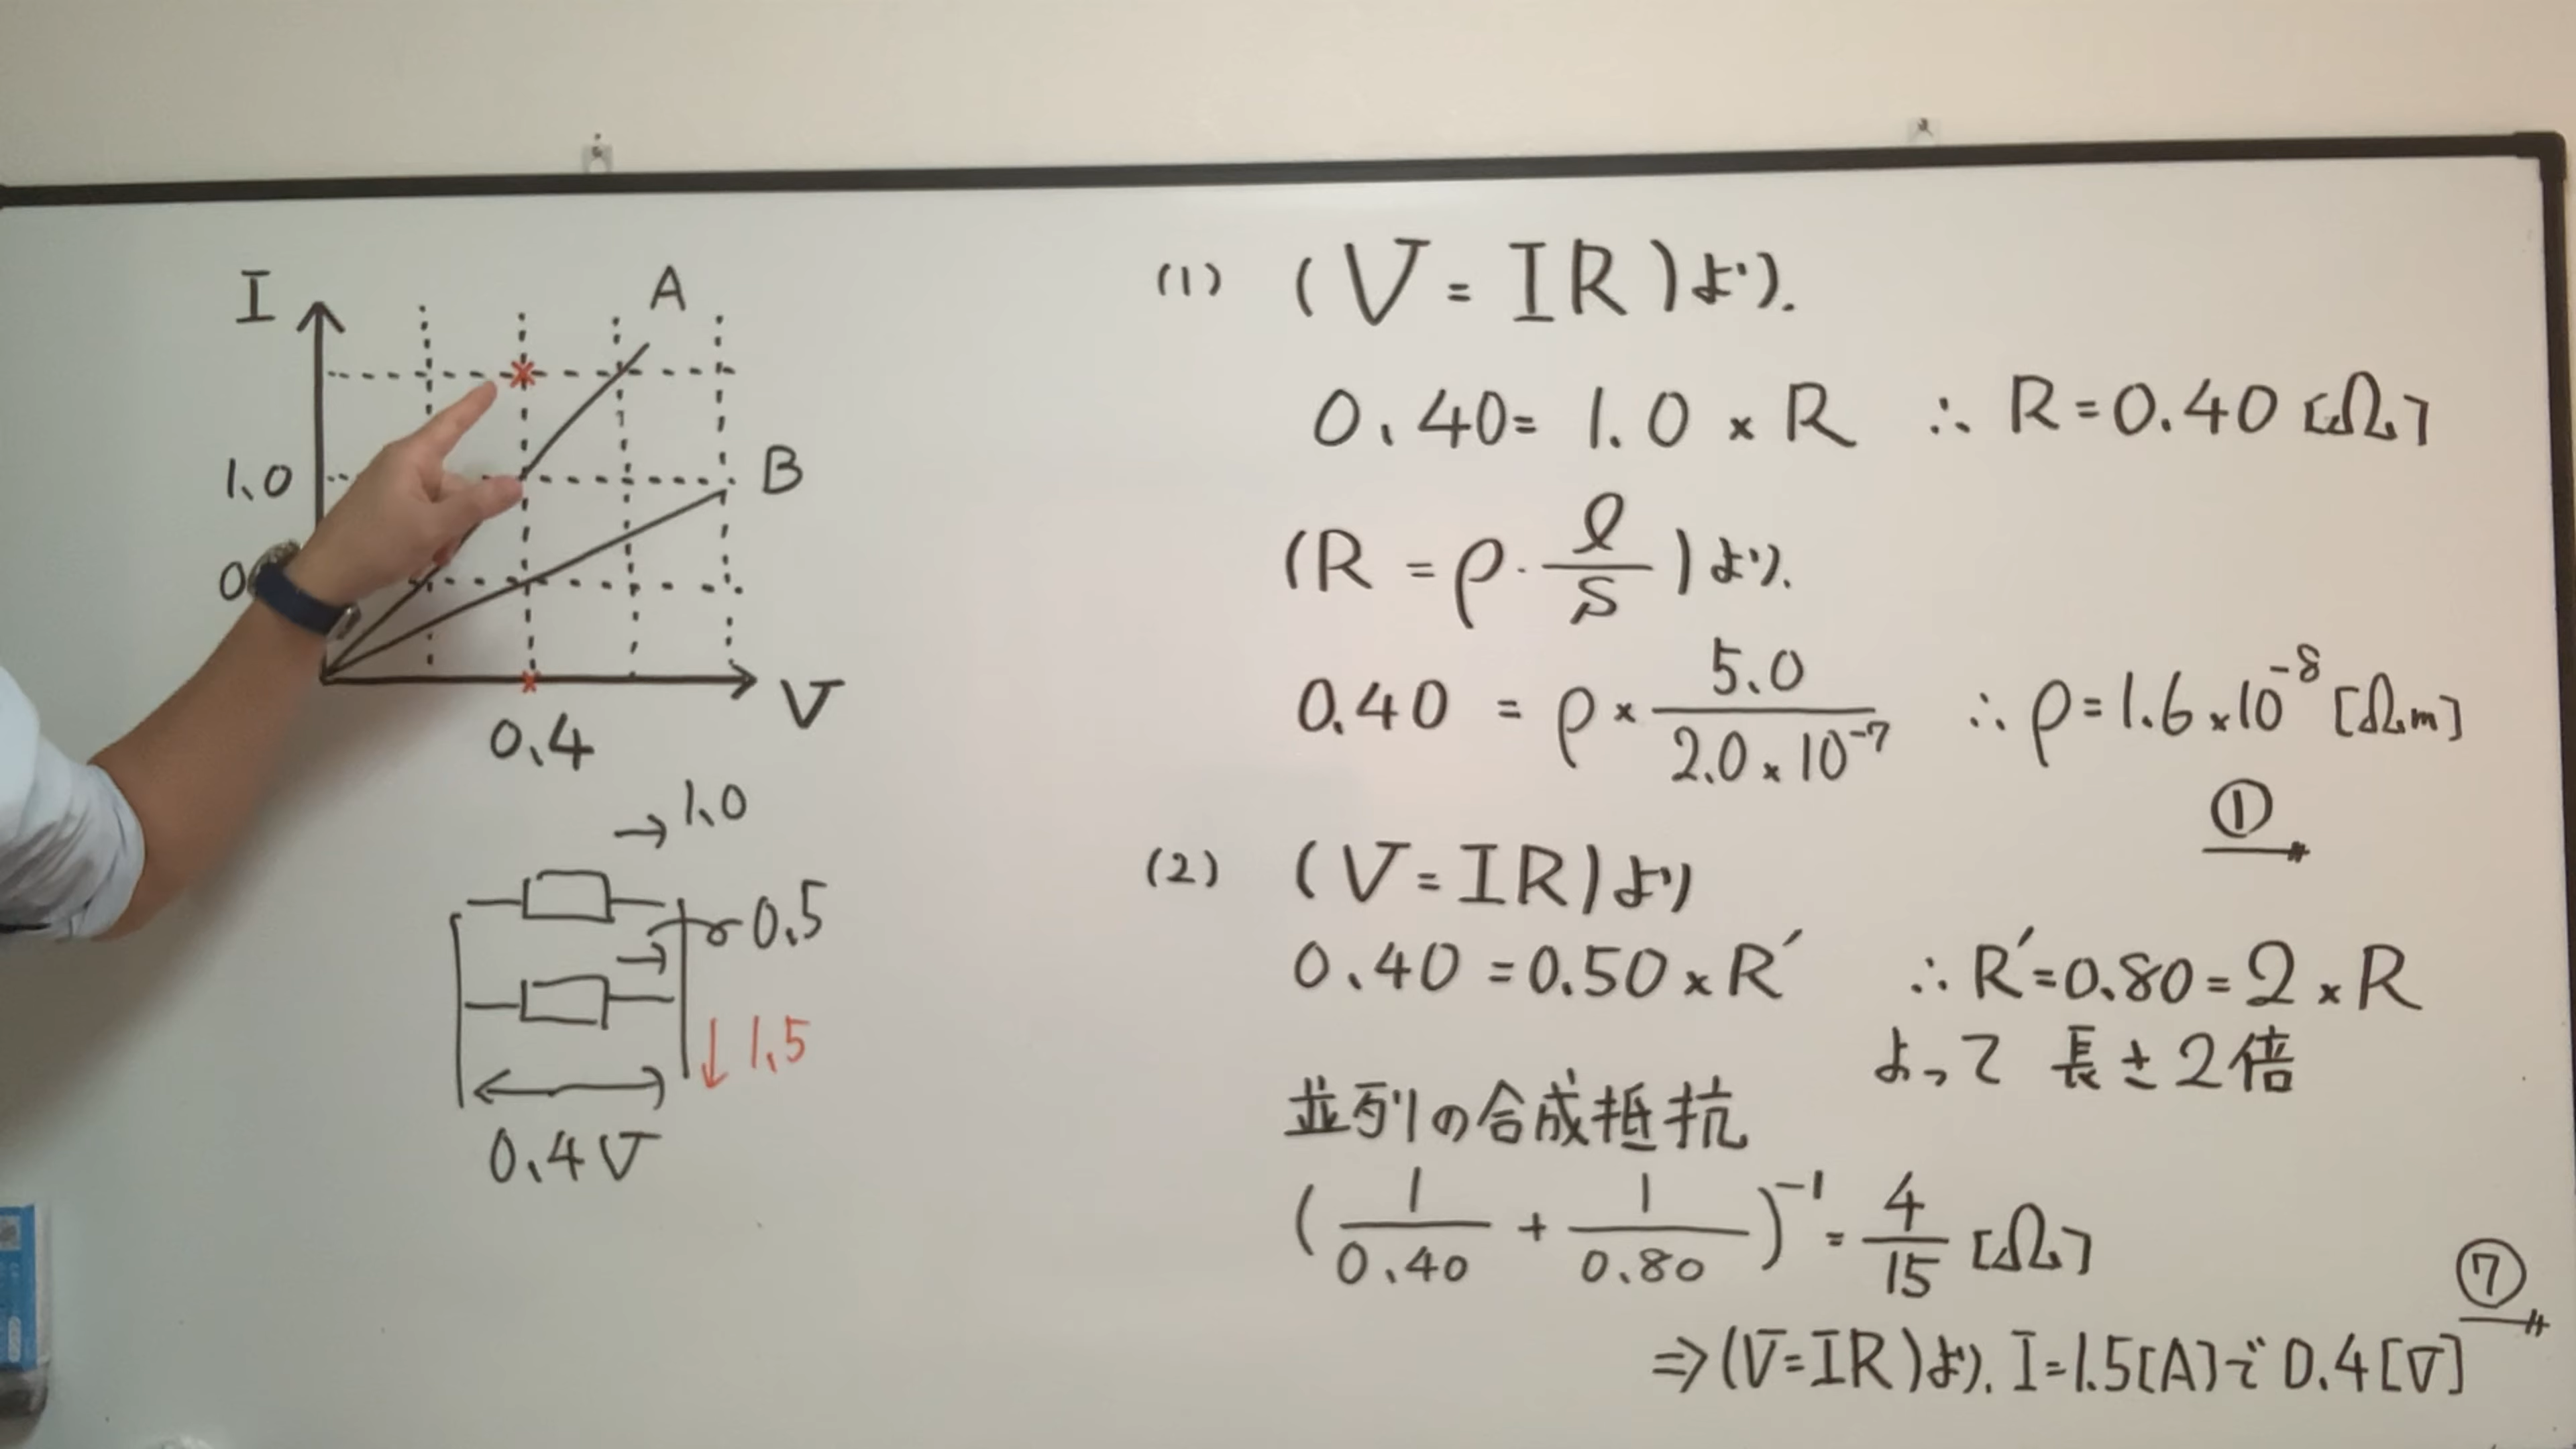 I
A
1.0
B
0
V
0.4
→ 1.0
0.5
↓ 1.5
0.4V
(1) (V = IR) より.
0.40 = 1.0 × R ∴ R = 0.40 [Ω]
(R = ρ · ℓ/S) より.
0.40 = ρ × 5.0/2.0×10⁻⁷ ∴ ρ = 1.6×10⁻⁸ [Ωm]
①
(2) (V = IR) より
0.40 = 0.50 × R′ ∴ R′ = 0.80 = 2 × R
よって 長さ2倍
並列の合成抵抗
(1/0.40 + 1/0.80)⁻¹ = 4/15 [Ω]
⑦
⇒ (V=IR) より. I=1.5[A]で 0.4[V]